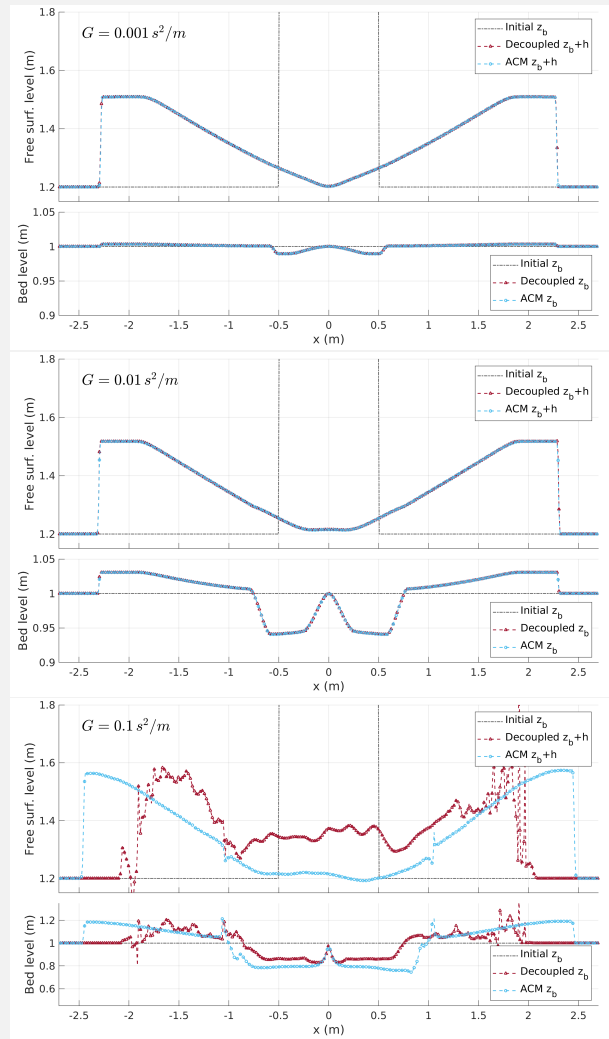 G = 0.001 s²/m
Initial z_b
Decoupled z_b+h
ACM z_b+h
Free surf. level (m)
1.8
1.6
1.4
1.2
Bed level (m)
1.05
1
0.95
0.9
Initial z_b
Decoupled z_b
ACM z_b
-2.5 -2 -1.5 -1 -0.5 0 0.5 1 1.5 2 2.5
x (m)
G = 0.01 s²/m
Initial z_b
Decoupled z_b+h
ACM z_b+h
Free surf. level (m)
1.8
1.6
1.4
1.2
Bed level (m)
1.05
1
0.95
0.9
Initial z_b
Decoupled z_b
ACM z_b
-2.5 -2 -1.5 -1 -0.5 0 0.5 1 1.5 2 2.5
x (m)
G = 0.1 s²/m
Initial z_b
Decoupled z_b+h
ACM z_b+h
Free surf. level (m)
1.8
1.6
1.4
1.2
Bed level (m)
1.2
1
0.8
0.6
Initial z_b
Decoupled z_b
ACM z_b
-2.5 -2 -1.5 -1 -0.5 0 0.5 1 1.5 2 2.5
x (m)